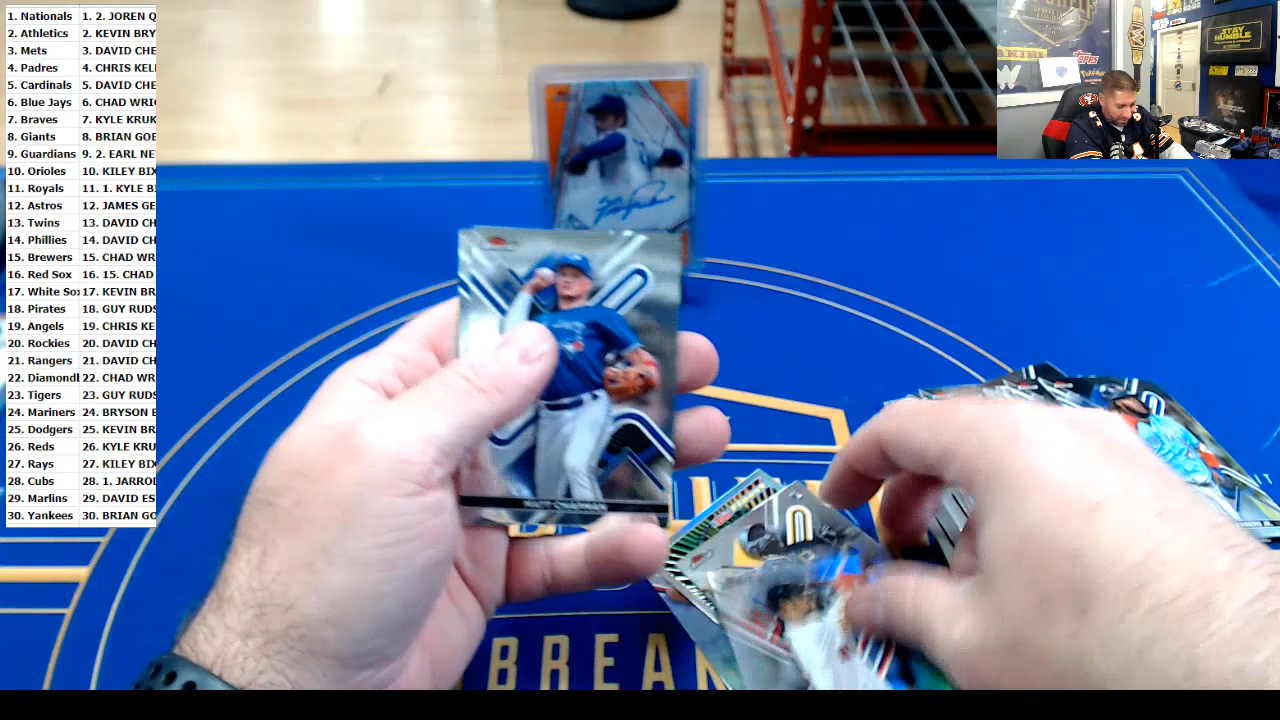 1. Nationals 1. 2. JOREN Q
2. Athletics 2. KEVIN BRY
3. Mets 3. DAVID CHE
4. Padres 4. CHRIS KELL
5. Cardinals 5. DAVID CHE
6. Blue Jays 6. CHAD WRIG
7. Braves 7. KYLE KRUK
8. Giants 8. BRIAN GOE
9. Guardians 9. 2. EARL NE
10. Orioles 10. KILEY BIX
11. Royals 11. 1. KYLE B
12. Astros 12. JAMES GE
13. Twins 13. DAVID CH
14. Phillies 14. DAVID CH
15. Brewers 15. CHAD WR
16. Red Sox 16. 15. CHAD
17. White Sox 17. KEVIN BR
18. Pirates 18. GUY RUDS
19. Angels 19. CHRIS KE
20. Rockies 20. DAVID CH
21. Rangers 21. DAVID CH
22. Diamond 22. CHAD WR
23. Tigers 23. GUY RUDS
24. Mariners 24. BRYSON E
25. Dodgers 25. KEVIN BR
26. Reds 26. KYLE KRU
27. Rays 27. KILEY BIX
28. Cubs 28. 1. JARROL
29. Marlins 29. DAVID ES
30. Yankees 30. BRIAN GO
STAY
HUMBLE
topps
BREA